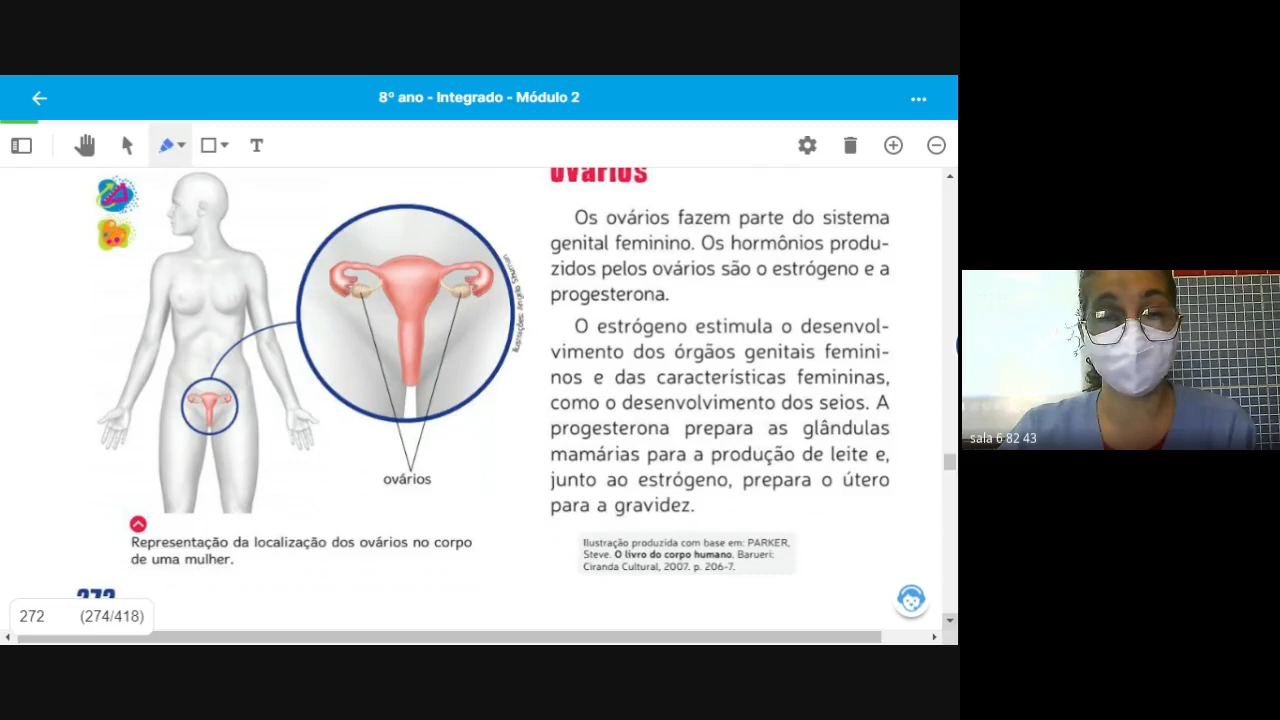 8º ano - Integrado - Módulo 2
T
ovários
Os ovários fazem parte do sistema
genital feminino. Os hormônios produ-
zidos pelos ovários são o estrógeno e a
progesterona.
O estrógeno estimula o desenvol-
vimento dos órgãos genitais femini-
nos e das características femininas,
como o desenvolvimento dos seios. A
progesterona prepara as glândulas
mamárias para a produção de leite e,
junto ao estrógeno, prepara o útero
para a gravidez.
ovários
Representação da localização dos ovários no corpo
de uma mulher.
Ilustração produzida com base em: PARKER,
Steve. O livro do corpo humano. Barueri:
Ciranda Cultural, 2007. p. 206-7.
272
272 (274/418)
sala 6 82 43